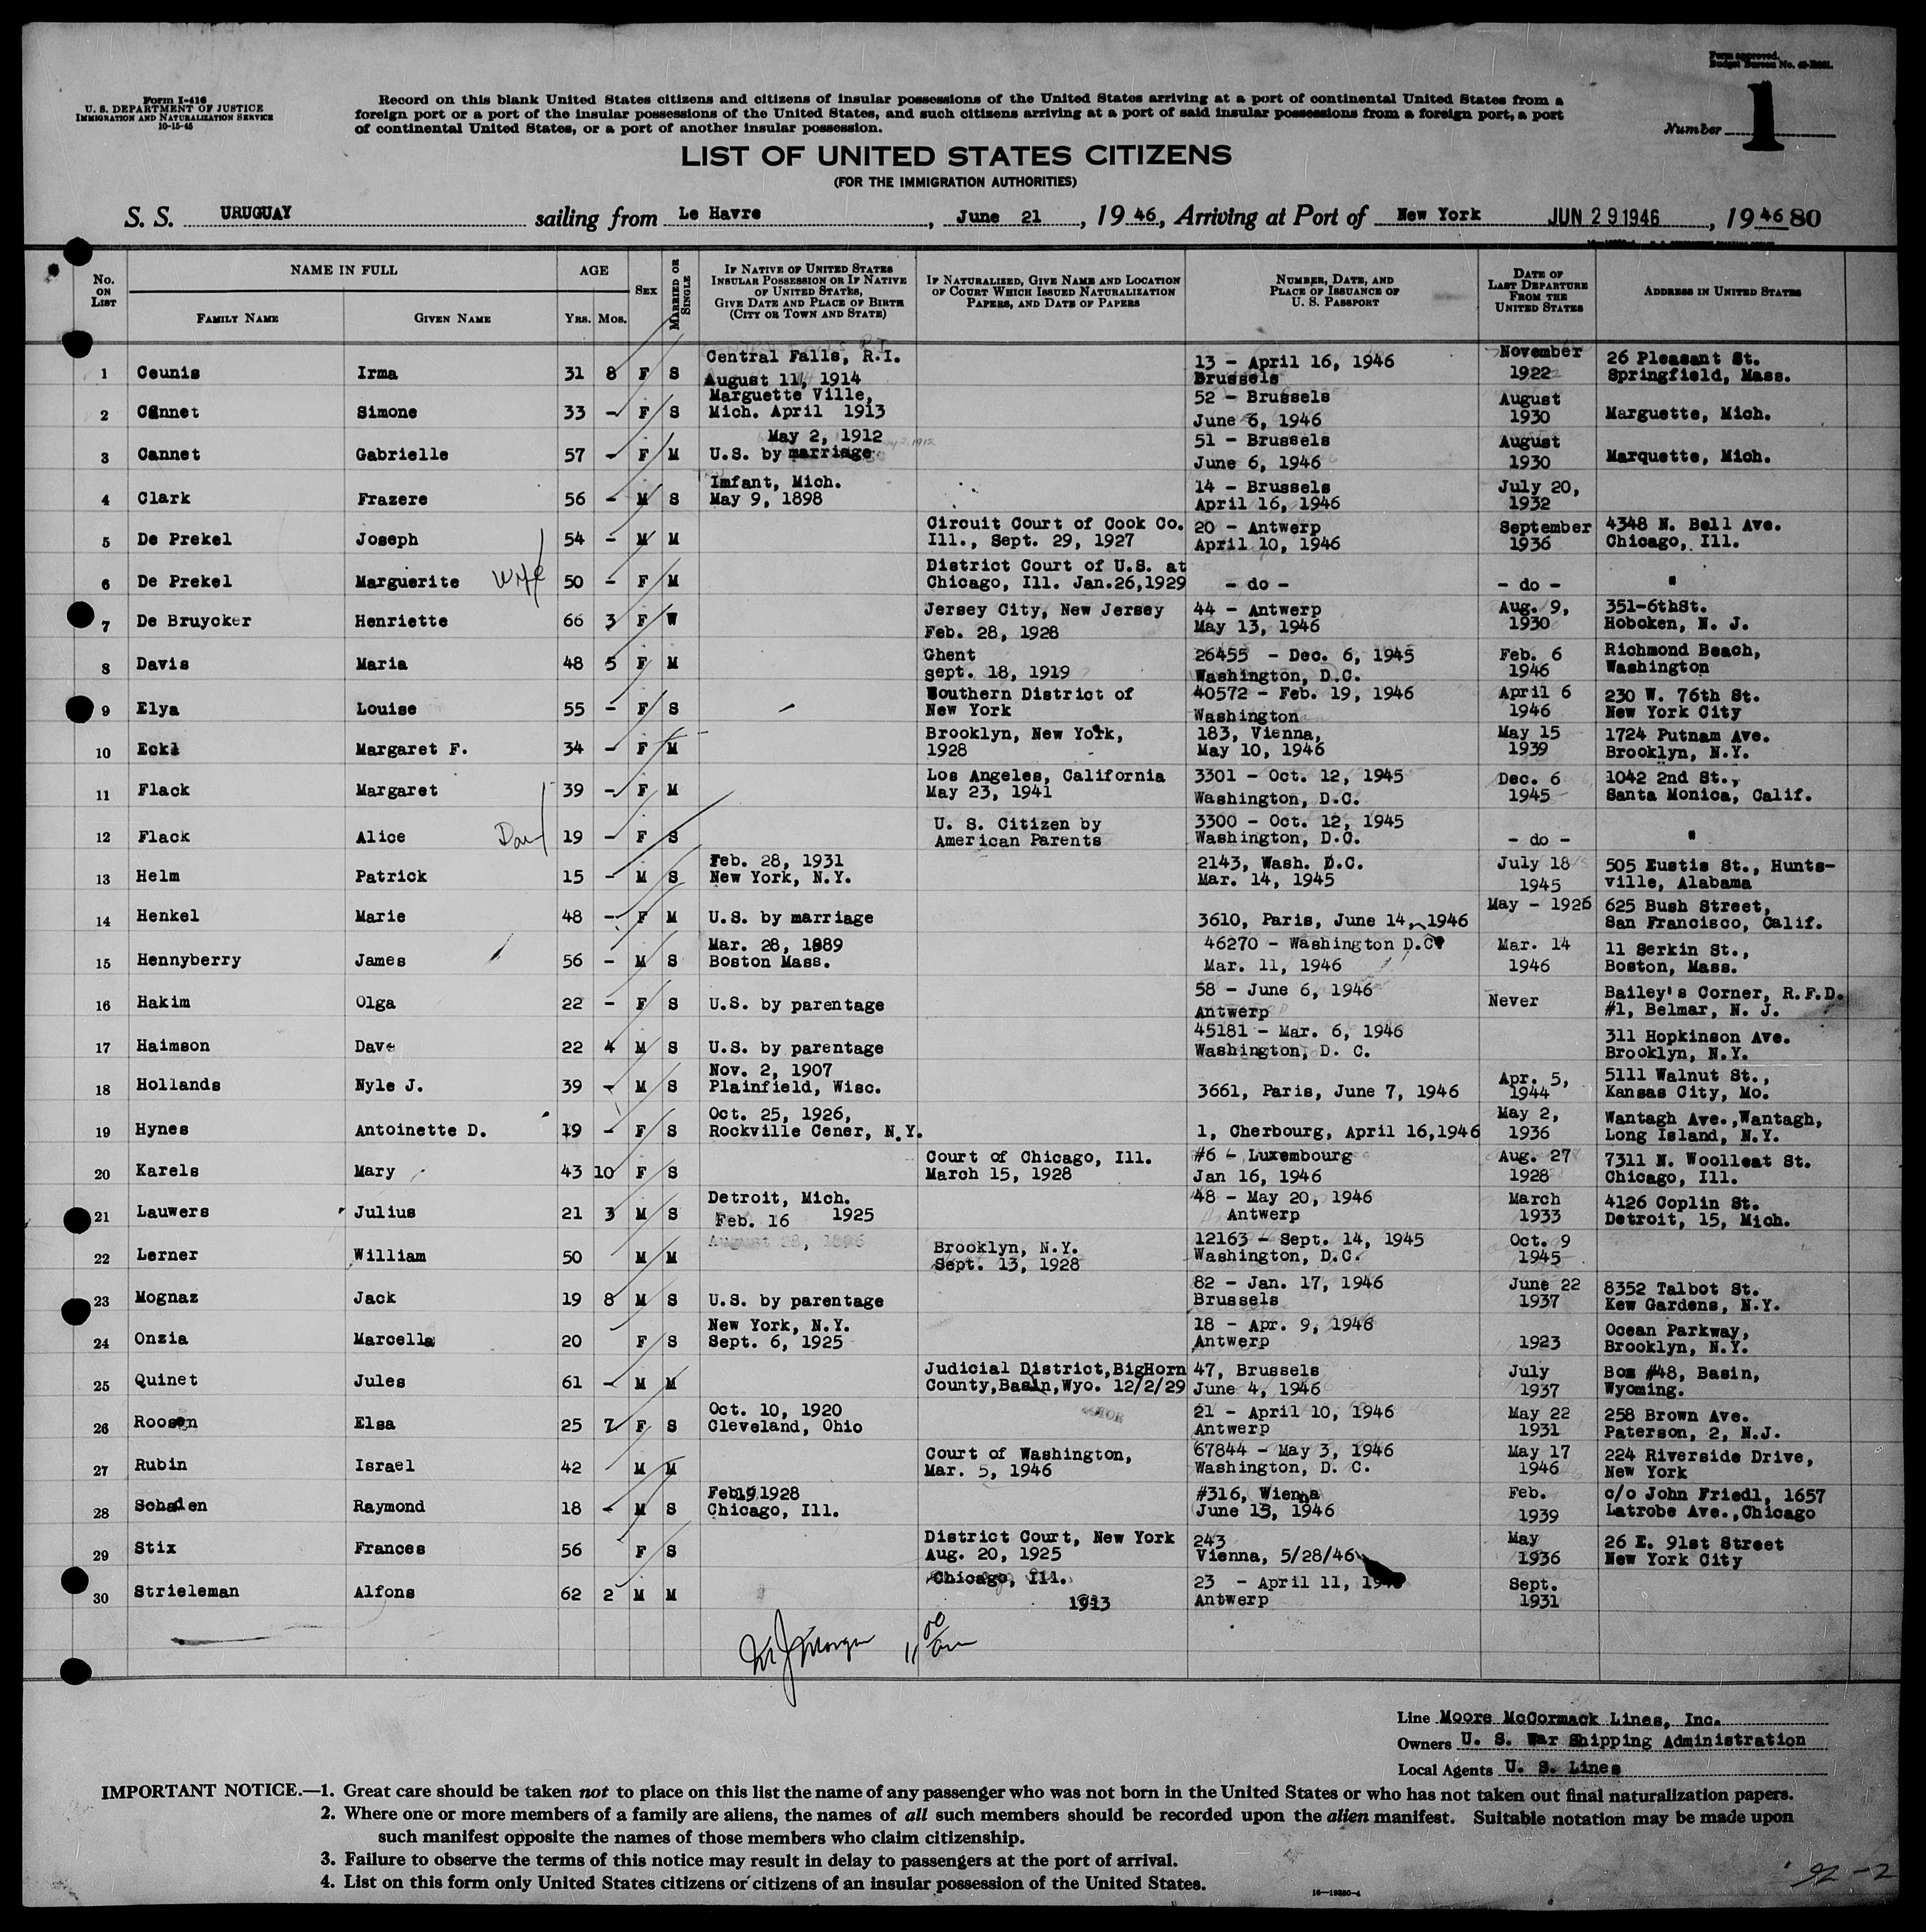 Form approved.
Budget Bureau No.
Form I-416
U. S. DEPARTMENT OF JUSTICE
IMMIGRATION AND NATURALIZATION SERVICE
10-15-45
Record on this blank United States citizens and citizens of insular possessions of the United States arriving at a port of continental United States from a
foreign port or a port of the insular possessions of the United States, and such citizens arriving at a port of said insular possessions from a foreign port, a port
of continental United States, or a port of another insular possession.
Number 1
LIST OF UNITED STATES CITIZENS
(FOR THE IMMIGRATION AUTHORITIES)
S. S. URUGUAY sailing from Le Havre, June 21, 19 46, Arriving at Port of New York JUN 29 1946, 19 46 80
No. ON LIST
NAME IN FULL
FAMILY NAME
GIVEN NAME
AGE
YRS. MOS.
SEX
MARRIED OR SINGLE
IF NATIVE OF UNITED STATES
INSULAR POSSESSION OR IF NATIVE
OF UNITED STATES,
GIVE DATE AND PLACE OF BIRTH
(CITY OR TOWN AND STATE)
IF NATURALIZED, GIVE NAME AND LOCATION
OF COURT WHICH ISSUED NATURALIZATION
PAPERS, AND DATE OF PAPERS
NUMBER, DATE, AND
PLACE OF ISSUANCE OF
U. S. PASSPORT
DATE OF
LAST DEPARTURE
FROM THE
UNITED STATES
ADDRESS IN UNITED STATES
1 Ceunis Irma 31 8 F S Central Falls, R.I. August 11, 1914 13 - April 16, 1946 Brussels November 1922 26 Pleasant St. Springfield, Mass.
2 Cannet Simone 33 - F S Marguette Ville, Mich. April 1913 52 - Brussels June 6, 1946 August 1930 Marguette, Mich.
3 Cannet Gabrielle 57 - F M May 2, 1912 U.S. by marriage 51 - Brussels June 6, 1946 August 1930 Marquette, Mich.
4 Clark Frazere 56 - M S Imfant, Mich. May 9, 1898 14 - Brussels April 16, 1946 July 20, 1932
5 De Prekel Joseph 54 - M M Circuit Court of Cook Co. Ill., Sept. 29, 1927 20 - Antwerp April 10, 1946 September 1936 4348 N. Bell Ave. Chicago, Ill.
6 De Prekel Marguerite Wife 50 - F M District Court of U.S. at Chicago, Ill. Jan.26,1929 - do - - do - "
7 De Bruycker Henriette 66 3 F W Jersey City, New Jersey Feb. 28, 1928 44 - Antwerp May 13, 1946 Aug. 9, 1930 351-6thSt. Hoboken, N. J.
8 Davis Maria 48 5 F M Ghent sept. 18, 1919 26455 - Dec. 6, 1945 Washington, D.C. Feb. 6 1946 Richmond Beach, Washington
9 Elya Louise 55 - F S Southern District of New York 40572 - Feb. 19, 1946 Washington April 6 1946 230 W. 76th St. New York City
10 Eckl Margaret F. 34 - F M Brooklyn, New York, 1928 183, Vienna, May 10, 1946 May 15 1939 1724 Putnam Ave. Brooklyn, N.Y.
11 Flack Margaret 39 - F M Los Angeles, California May 23, 1941 3301 - Oct. 12, 1945 Washington, D.C. Dec. 6 1945 1042 2nd St., Santa Monica, Calif.
12 Flack Alice Dau 19 - F S U. S. Citizen by American Parents 3300 - Oct. 12, 1945 Washington, D.C. - do - "
13 Helm Patrick 15 - M S Feb. 28, 1931 New York, N.Y. 2143, Wash. D.C. Mar. 14, 1945 July 18 1945 505 Eustis St., Hunts- ville, Alabama
14 Henkel Marie 48 - F M U.S. by marriage 3610, Paris, June 14, 1946 May - 1926 625 Bush Street, San Francisco, Calif.
15 Hennyberry James 56 - M S Mar. 28, 1889 Boston Mass. 46270 - Washington D.C. Mar. 11, 1946 Mar. 14 1946 11 Serkin St., Boston, Mass.
16 Hakim Olga 22 - F S U.S. by parentage 58 - June 6, 1946 Antwerp Never Bailey's Corner, R.F.D. #1, Belmar, N. J.
17 Haimson Dave 22 4 M S U.S. by parentage 45181 - Mar. 6, 1946 Washington, D. C. 311 Hopkinson Ave. Brooklyn, N.Y.
18 Hollands Nyle J. 39 - M S Nov. 2, 1907 Plainfield, Wisc. 3661, Paris, June 7, 1946 Apr. 5, 1944 5111 Walnut St., Kansas City, Mo.
19 Hynes Antoinette D. 19 - F S Oct. 25, 1926, Rockville Cener, N.Y. 1, Cherbourg, April 16,1946 May 2, 1936 Wantagh Ave.,Wantagh, Long Island, N.Y.
20 Karels Mary 43 10 F S Court of Chicago, Ill. March 15, 1928 #6 - Luxembourg Jan 16, 1946 Aug. 27 1928 7311 N. Woolleat St. Chicago, Ill.
21 Lauwers Julius 21 3 M S Detroit, Mich. Feb. 16 1925 48 - May 20, 1946 Antwerp March 1933 4126 Coplin St. Detroit, 15, Mich.
22 Lerner William 50 M M August 28, 1896 Brooklyn, N.Y. Sept. 13, 1928 12163 - Sept. 14, 1945 Washington, D.C. Oct. 9 1945
23 Mognaz Jack 19 8 M S U.S. by parentage 82 - Jan. 17, 1946 Brussels June 22 1937 8352 Talbot St. Kew Gardens, N.Y.
24 Onzia Marcella 20 F S New York, N.Y. Sept. 6, 1925 18 - Apr. 9, 1946 Antwerp 1923 Ocean Parkway, Brooklyn, N.Y.
25 Quinet Jules 61 - M M Judicial District,BigHorn County,Basin,Wyo. 12/2/29 47, Brussels June 4, 1946 July 1937 Box #48, Basin, Wyoming.
26 Roosen Elsa 25 7 F S Oct. 10, 1920 Cleveland, Ohio 21 - April 10, 1946 Antwerp May 22 1931 258 Brown Ave. Paterson, 2, N.J.
27 Rubin Israel 42 M M Court of Washington, Mar. 5, 1946 67844 - May 3, 1946 Washington, D. C. May 17 1946 224 Riverside Drive, New York
28 Schaden Raymond 18 - M S Feb 19 1928 Chicago, Ill. #316, Wienna June 13, 1946 Feb. 1939 c/o John Friedl, 1657 Latrobe Ave.,Chicago
29 Stix Frances 56 F S District Court, New York Aug. 20, 1925 243 Vienna, 5/28/46 May 1936 26 E. 91st Street New York City
30 Strieleman Alfons 62 2 M M Chicago, Ill. 1913 23 - April 11, 1946 Antwerp Sept. 1931
M J Morgan 11 00 am
Line Moore McCormack Lines, Inc.
Owners U. S. War Shipping Administration
Local Agents U. S. Lines
IMPORTANT NOTICE.—1. Great care should be taken not to place on this list the name of any passenger who was not born in the United States or who has not taken out final naturalization papers.
2. Where one or more members of a family are aliens, the names of all such members should be recorded upon the alien manifest. Suitable notation may be made upon
such manifest opposite the names of those members who claim citizenship.
3. Failure to observe the terms of this notice may result in delay to passengers at the port of arrival.
4. List on this form only United States citizens or citizens of an insular possession of the United States.
92-2